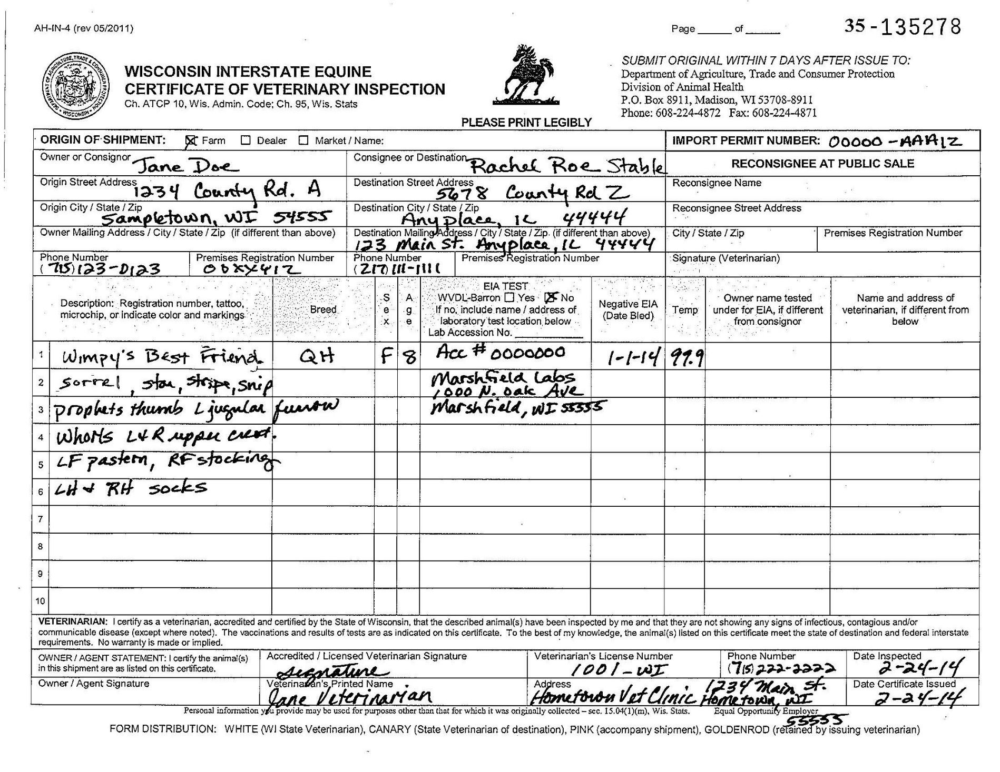 AH-IN-4 (rev 05/2011)
Page ____ of ____
35-135278
WISCONSIN INTERSTATE EQUINE
CERTIFICATE OF VETERINARY INSPECTION
Ch. ATCP 10, Wis. Admin. Code; Ch. 95, Wis. Stats
PLEASE PRINT LEGIBLY
SUBMIT ORIGINAL WITHIN 7 DAYS AFTER ISSUE TO:
Department of Agriculture, Trade and Consumer Protection
Division of Animal Health
P.O. Box 8911, Madison, WI 53708-8911
Phone: 608-224-4872 Fax: 608-224-4871
ORIGIN OF SHIPMENT: ☒ Farm ☐ Dealer ☐ Market / Name:
IMPORT PERMIT NUMBER: 00000-AAA12
Owner or Consignor Jane Doe
Consignee or Destination Rachel Roe Stable
RECONSIGNEE AT PUBLIC SALE
Origin Street Address 1234 County Rd. A
Destination Street Address 5678 County Rd Z
Reconsignee Name
Origin City / State / Zip Sampletown, WI 54555
Destination City / State / Zip Anyplace, IL 44444
Reconsignee Street Address
Owner Mailing Address / City / State / Zip (if different than above)
Destination Mailing Address / City / State / Zip. (if different than above)
123 Main St. Anyplace, IL 44444
City / State / Zip
Premises Registration Number
Phone Number
(715)123-0123
Premises Registration Number
00XX412
Phone Number
(217)111-1111
Premises Registration Number
Signature (Veterinarian)
Description: Registration number, tattoo,
microchip, or indicate color and markings
Breed
Sex
Age
EIA TEST
WVDL-Barron ☐ Yes ☒ No
If no, include name / address of
laboratory test location below
Lab Accession No. ____
Negative EIA
(Date Bled)
Temp
Owner name tested
under for EIA, if different
from consignor
Name and address of
veterinarian, if different from
below
1 Wimpy's Best Friend QH F 8 Acc # 0000000 1-1-14 99.9
2 sorrel, star, stripe, snip Marshfield Labs
1000 N. Oak Ave
3 prophets thumb L jugular furrow Marshfield, WI 55555
4 Whorls L & R upper crest.
5 LF pastern, RF stocking
6 LH & RH socks
7
8
9
10
VETERINARIAN: I certify as a veterinarian, accredited and certified by the State of Wisconsin, that the described animal(s) have been inspected by me and that they are not showing any signs of infectious, contagious and/or
communicable disease (except where noted). The vaccinations and results of tests are as indicated on this certificate. To the best of my knowledge, the animal(s) listed on this certificate meet the state of destination and federal interstate
requirements. No warranty is made or implied.
OWNER / AGENT STATEMENT: I certify the animal(s)
in this shipment are as listed on this certificate.
Accredited / Licensed Veterinarian Signature
signature
Veterinarian's License Number
1001-WI
Phone Number
(715)222-2222
Date Inspected
2-24-14
Owner / Agent Signature
Veterinarian's Printed Name
Jane Veterinarian
Address
Hometown Vet Clinic
1234 Main St.
Hometown, WI
55555
Date Certificate Issued
2-24-14
Personal information you provide may be used for purposes other than that for which it was originally collected – sec. 15.04(1)(m), Wis. Stats.
Equal Opportunity Employer
FORM DISTRIBUTION: WHITE (WI State Veterinarian), CANARY (State Veterinarian of destination), PINK (accompany shipment), GOLDENROD (retained by issuing veterinarian)